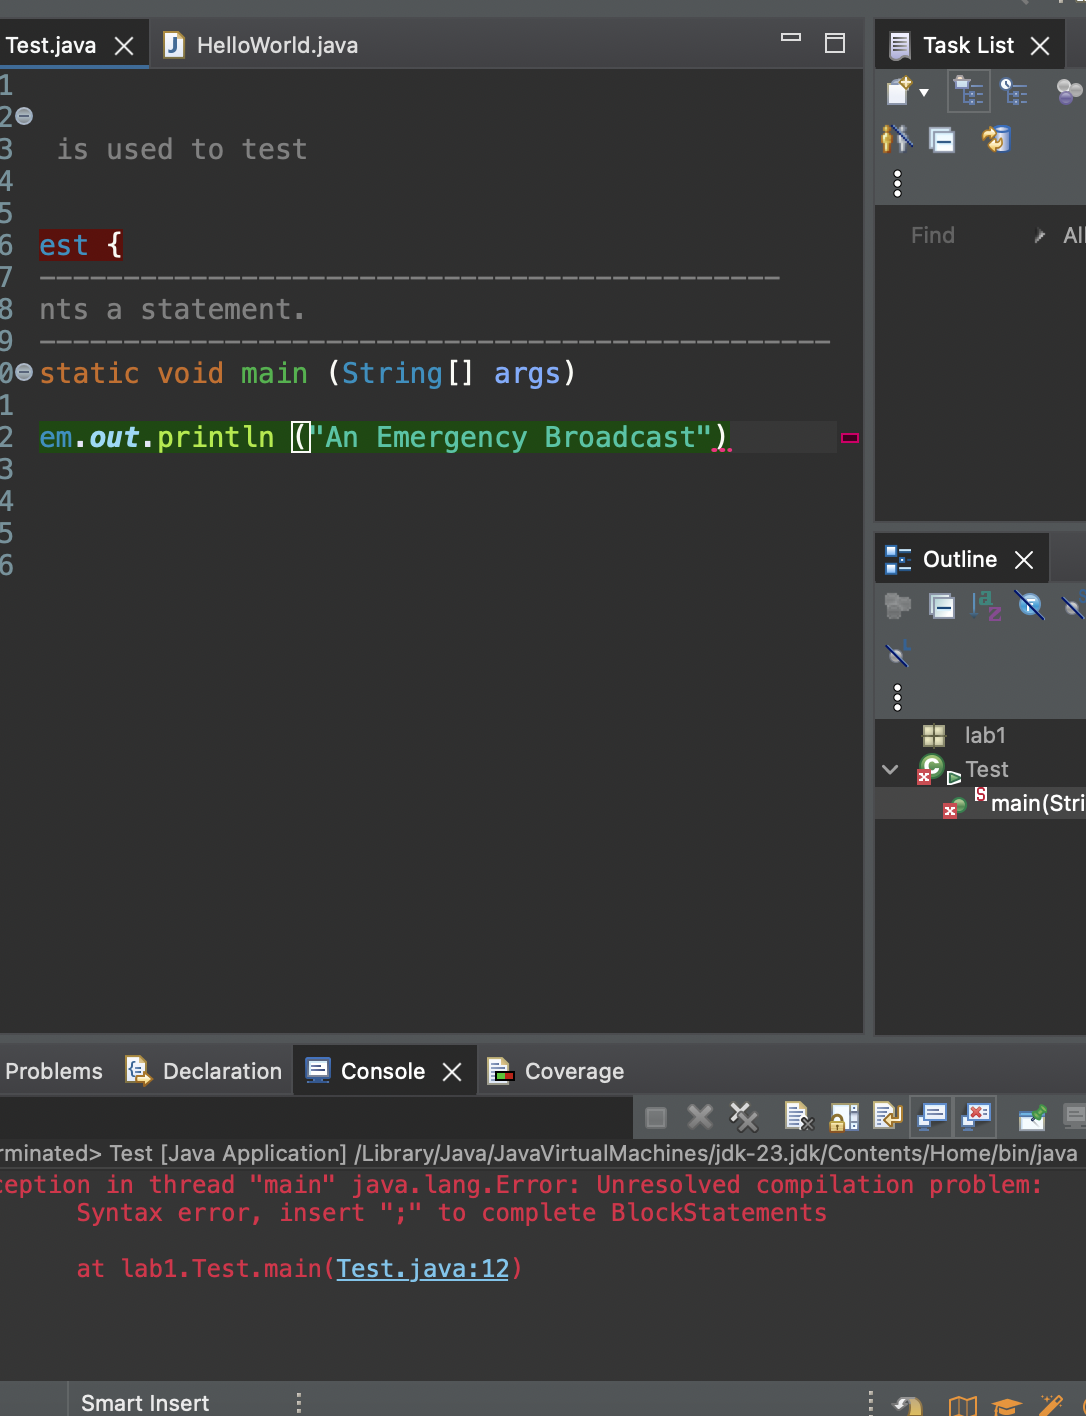 Test.java
HelloWorld.java
Task List
1
2
3 is used to test
4
5
6 est {
7 --------------------------------------------
8 nts a statement.
9 -----------------------------------------------
0 static void main (String[] args)
1
2 em.out.println ("An Emergency Broadcast")
3
4
5
6
Find
All
Outline
lab1
Test
main(Stri
Problems
Declaration
Console
Coverage
rminated> Test [Java Application] /Library/Java/JavaVirtualMachines/jdk-23.jdk/Contents/Home/bin/java
ception in thread "main" java.lang.Error: Unresolved compilation problem:
Syntax error, insert ";" to complete BlockStatements
at lab1.Test.main(Test.java:12)
Smart Insert